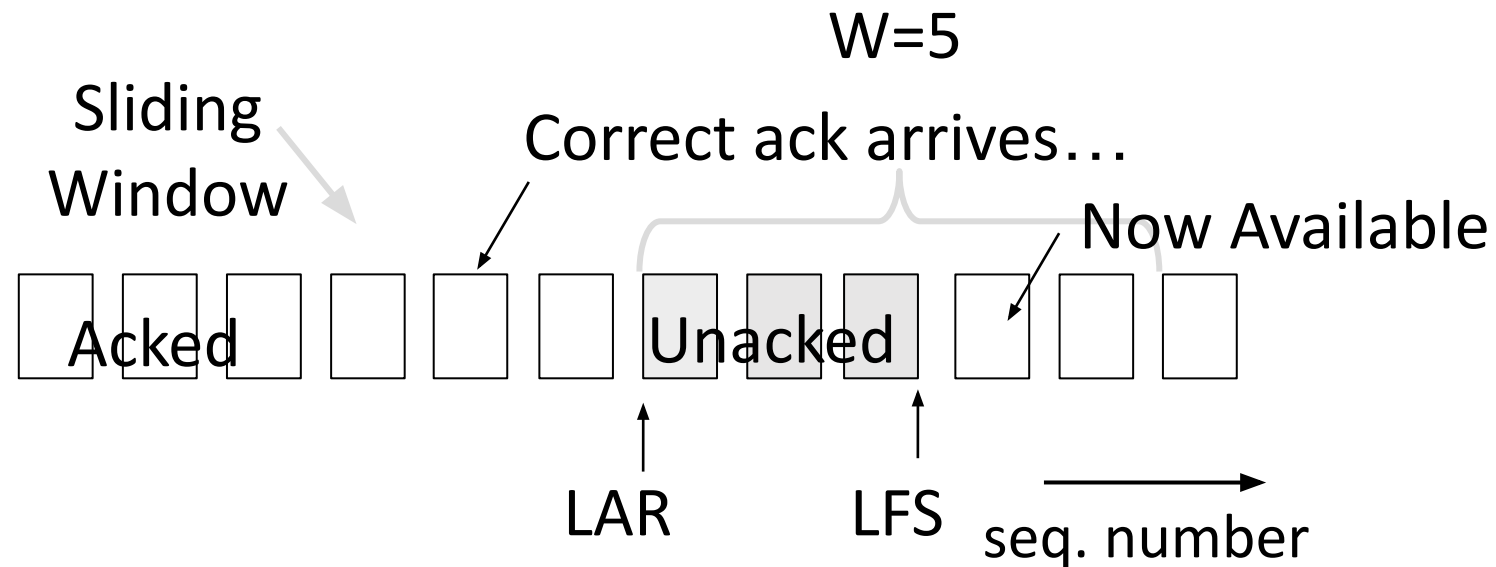 W=5
Sliding
Window
Correct ack arrives…
Now Available
Acked
Unacked
LAR
LFS
seq. number